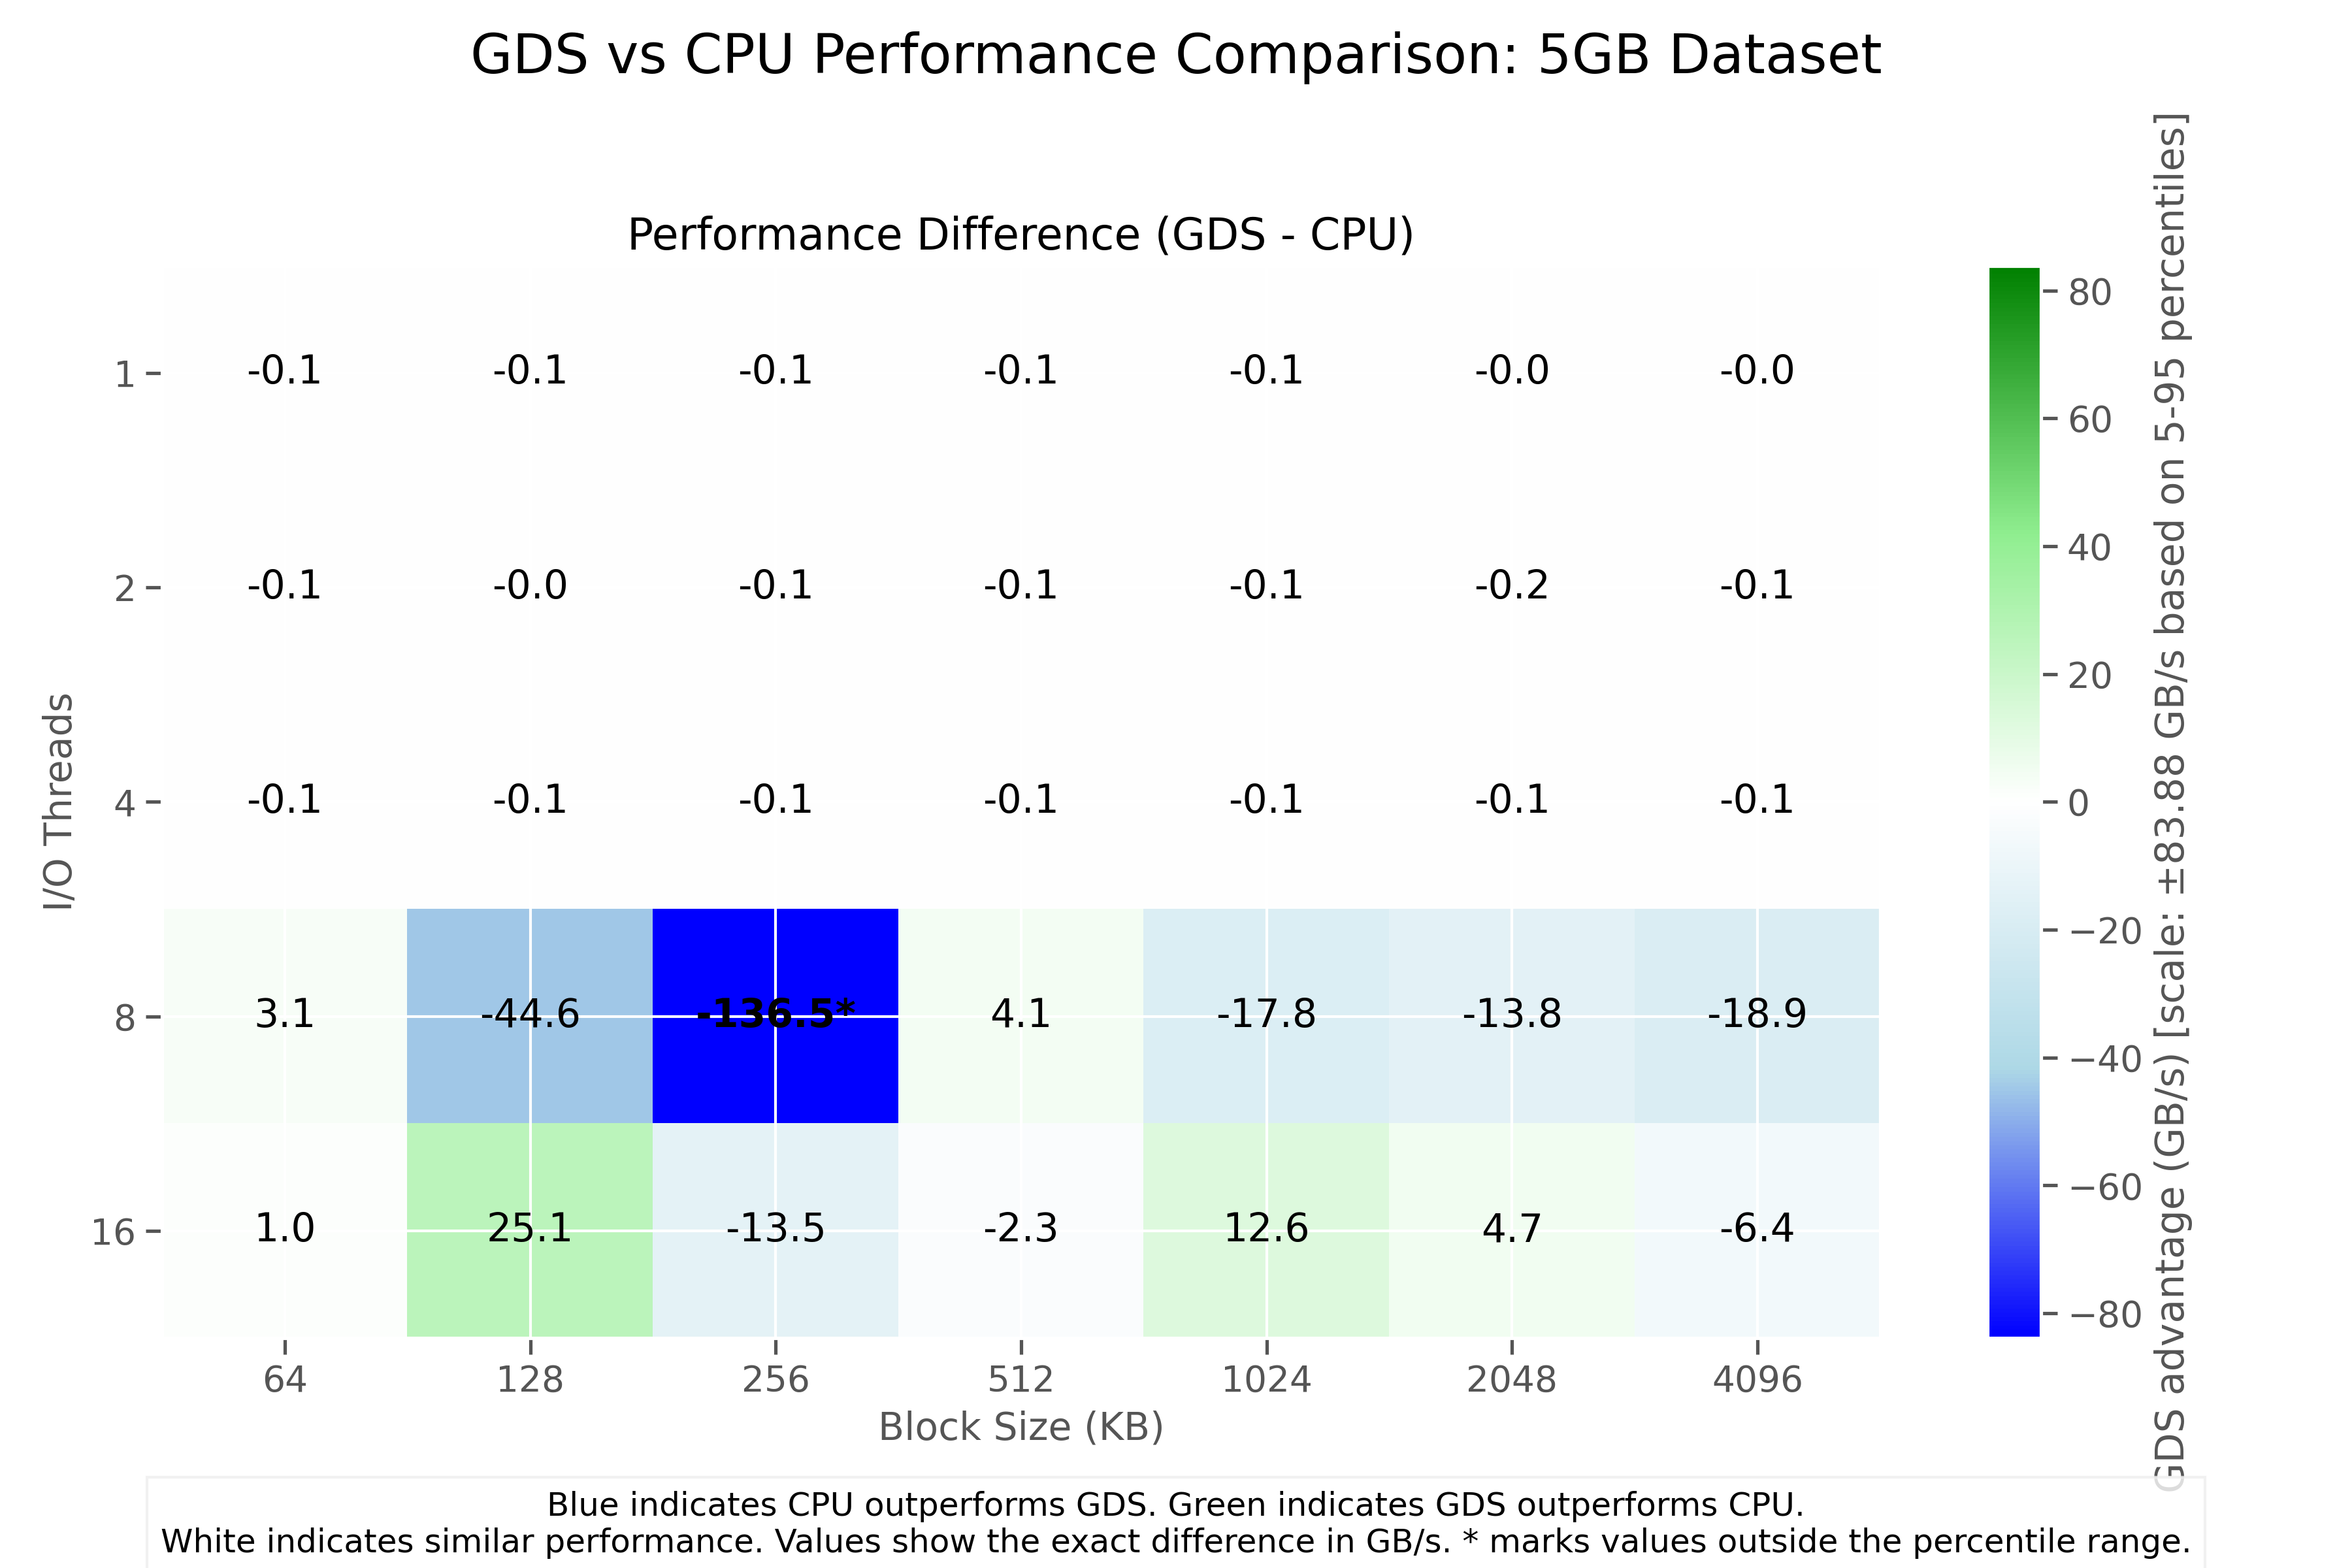 GDS vs CPU Performance Comparison: 5GB Dataset
Performance Difference (GDS - CPU)
I/O Threads
1 -0.1 -0.1 -0.1 -0.1 -0.1 -0.0 -0.0
2 -0.1 -0.0 -0.1 -0.1 -0.1 -0.2 -0.1
4 -0.1 -0.1 -0.1 -0.1 -0.1 -0.1 -0.1
8 3.1 -44.6 -136.5* 4.1 -17.8 -13.8 -18.9
16 1.0 25.1 -13.5 -2.3 12.6 4.7 -6.4
64 128 256 512 1024 2048 4096
Block Size (KB)
80
60
40
20
0
−20
−40
−60
−80
GDS advantage (GB/s) [scale: ±83.88 GB/s based on 5-95 percentiles]
Blue indicates CPU outperforms GDS. Green indicates GDS outperforms CPU.
White indicates similar performance. Values show the exact difference in GB/s. * marks values outside the percentile range.